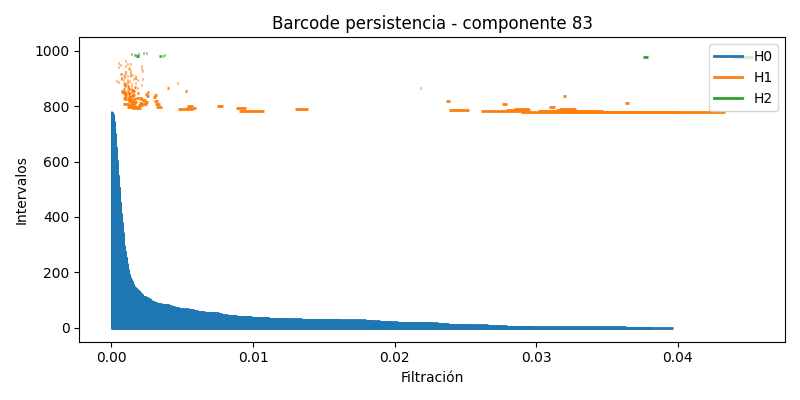 Barcode persistencia - componente 83
Intervalos
1000
800
600
400
200
0
0.00
0.01
0.02
0.03
0.04
Filtración
H0
H1
H2